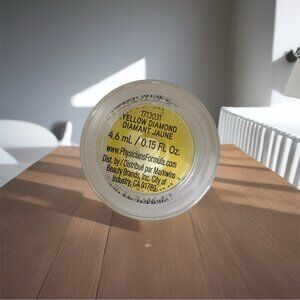 1713031
YELLOW DIAMOND
DIAMANT JAUNE
4.6 mL / 0.15 Fl. Oz.
www.PhysiciansFormula.com
Dist. by / Distribué par Markwins
Beauty Brands, Inc. City of
Industry, CA 91789